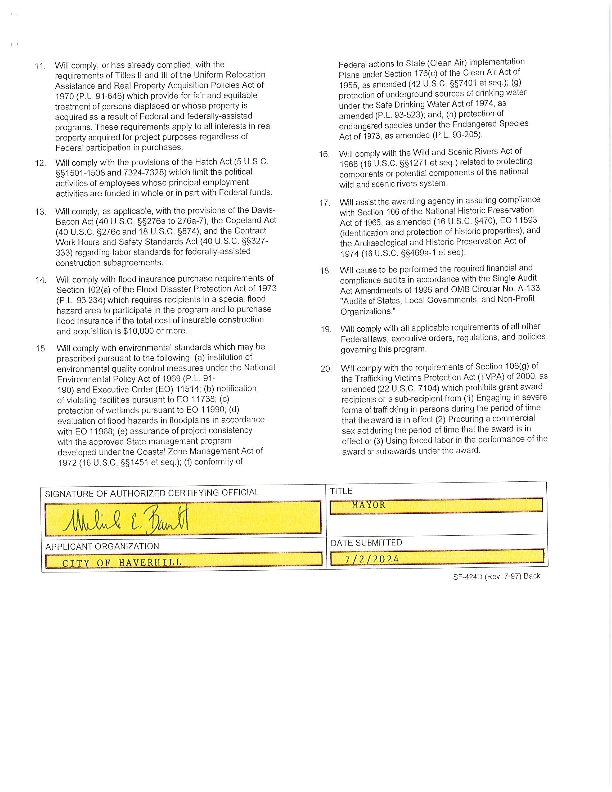 11. Will comply, or has already complied, with the
requirements of Titles II and III of the Uniform Relocation
Assistance and Real Property Acquisition Policies Act of
1970 (P.L. 91-646) which provide for fair and equitable
treatment of persons displaced or whose property is
acquired as a result of Federal and federally-assisted
programs. These requirements apply to all interests in real
property acquired for project purposes regardless of
Federal participation in purchases.
12. Will comply with the provisions of the Hatch Act (5 U.S.C.
§§1501-1508 and 7324-7328) which limit the political
activities of employees whose principal employment
activities are funded in whole or in part with Federal funds.
13. Will comply, as applicable, with the provisions of the Davis-
Bacon Act (40 U.S.C. §§276a to 276a-7), the Copeland Act
(40 U.S.C. §276c and 18 U.S.C. §874), and the Contract
Work Hours and Safety Standards Act (40 U.S.C. §§327-
333) regarding labor standards for federally-assisted
construction subagreements.
14. Will comply with flood insurance purchase requirements of
Section 102(a) of the Flood Disaster Protection Act of 1973
(P.L. 93-234) which requires recipients in a special flood
hazard area to participate in the program and to purchase
flood insurance if the total cost of insurable construction
and acquisition is $10,000 or more.
15. Will comply with environmental standards which may be
prescribed pursuant to the following: (a) institution of
environmental quality control measures under the National
Environmental Policy Act of 1969 (P.L. 91-
190) and Executive Order (EO) 11514; (b) notification
of violating facilities pursuant to EO 11738; (c)
protection of wetlands pursuant to EO 11990; (d)
evaluation of flood hazards in floodplains in accordance
with EO 11988; (e) assurance of project consistency
with the approved State management program
developed under the Coastal Zone Management Act of
1972 (16 U.S.C. §§1451 et seq.); (f) conformity of
Federal actions to State (Clean Air) Implementation
Plans under Section 176(c) of the Clean Air Act of
1955, as amended (42 U.S.C. §§7401 et seq.); (g)
protection of underground sources of drinking water
under the Safe Drinking Water Act of 1974, as
amended (P.L. 93-523); and, (h) protection of
endangered species under the Endangered Species
Act of 1973, as amended (P.L. 93-205).
16. Will comply with the Wild and Scenic Rivers Act of
1968 (16 U.S.C. §§1271 et seq.) related to protecting
components or potential components of the national
wild and scenic rivers system.
17. Will assist the awarding agency in assuring compliance
with Section 106 of the National Historic Preservation
Act of 1966, as amended (16 U.S.C. §470), EO 11593
(identification and protection of historic properties), and
the Archaeological and Historic Preservation Act of
1974 (16 U.S.C. §§469a-1 et seq).
18. Will cause to be performed the required financial and
compliance audits in accordance with the Single Audit
Act Amendments of 1996 and OMB Circular No. A-133,
"Audits of States, Local Governments, and Non-Profit
Organizations."
19. Will comply with all applicable requirements of all other
Federal laws, executive orders, regulations, and policies
governing this program.
20. Will comply with the requirements of Section 106(g) of
the Trafficking Victims Protection Act (TVPA) of 2000, as
amended (22 U.S.C. 7104) which prohibits grant award
recipients or a sub-recipient from (1) Engaging in severe
forms of trafficking in persons during the period of time
that the award is in effect (2) Procuring a commercial
sex act during the period of time that the award is in
effect or (3) Using forced labor in the performance of the
award or subawards under the award.
SIGNATURE OF AUTHORIZED CERTIFYING OFFICIAL
TITLE
MAYOR
APPLICANT ORGANIZATION
CITY OF HAVERHILL
DATE SUBMITTED
7/2/2024
SF-424D (Rev. 7-97) Back